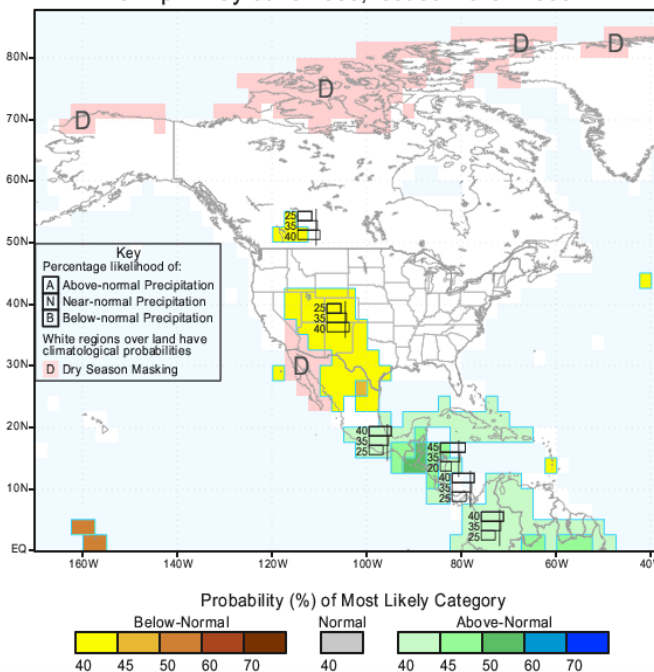 80N
70N
60N
50N
40N
30N
20N
10N
EQ
D
D
D
D
D
25
35
40
25
35
40
40
35
25
45
35
20
40
35
25
40
35
25
Key
Percentage likelihood of:
A Above-normal Precipitation
N Near-normal Precipitation
B Below-normal Precipitation
White regions over land have
climatological probabilities
D Dry Season Masking
160W 140W 120W 100W 80W 60W 40W
Probability (%) of Most Likely Category
Below-Normal Normal Above-Normal
40 45 50 60 70 40 40 45 50 60 70